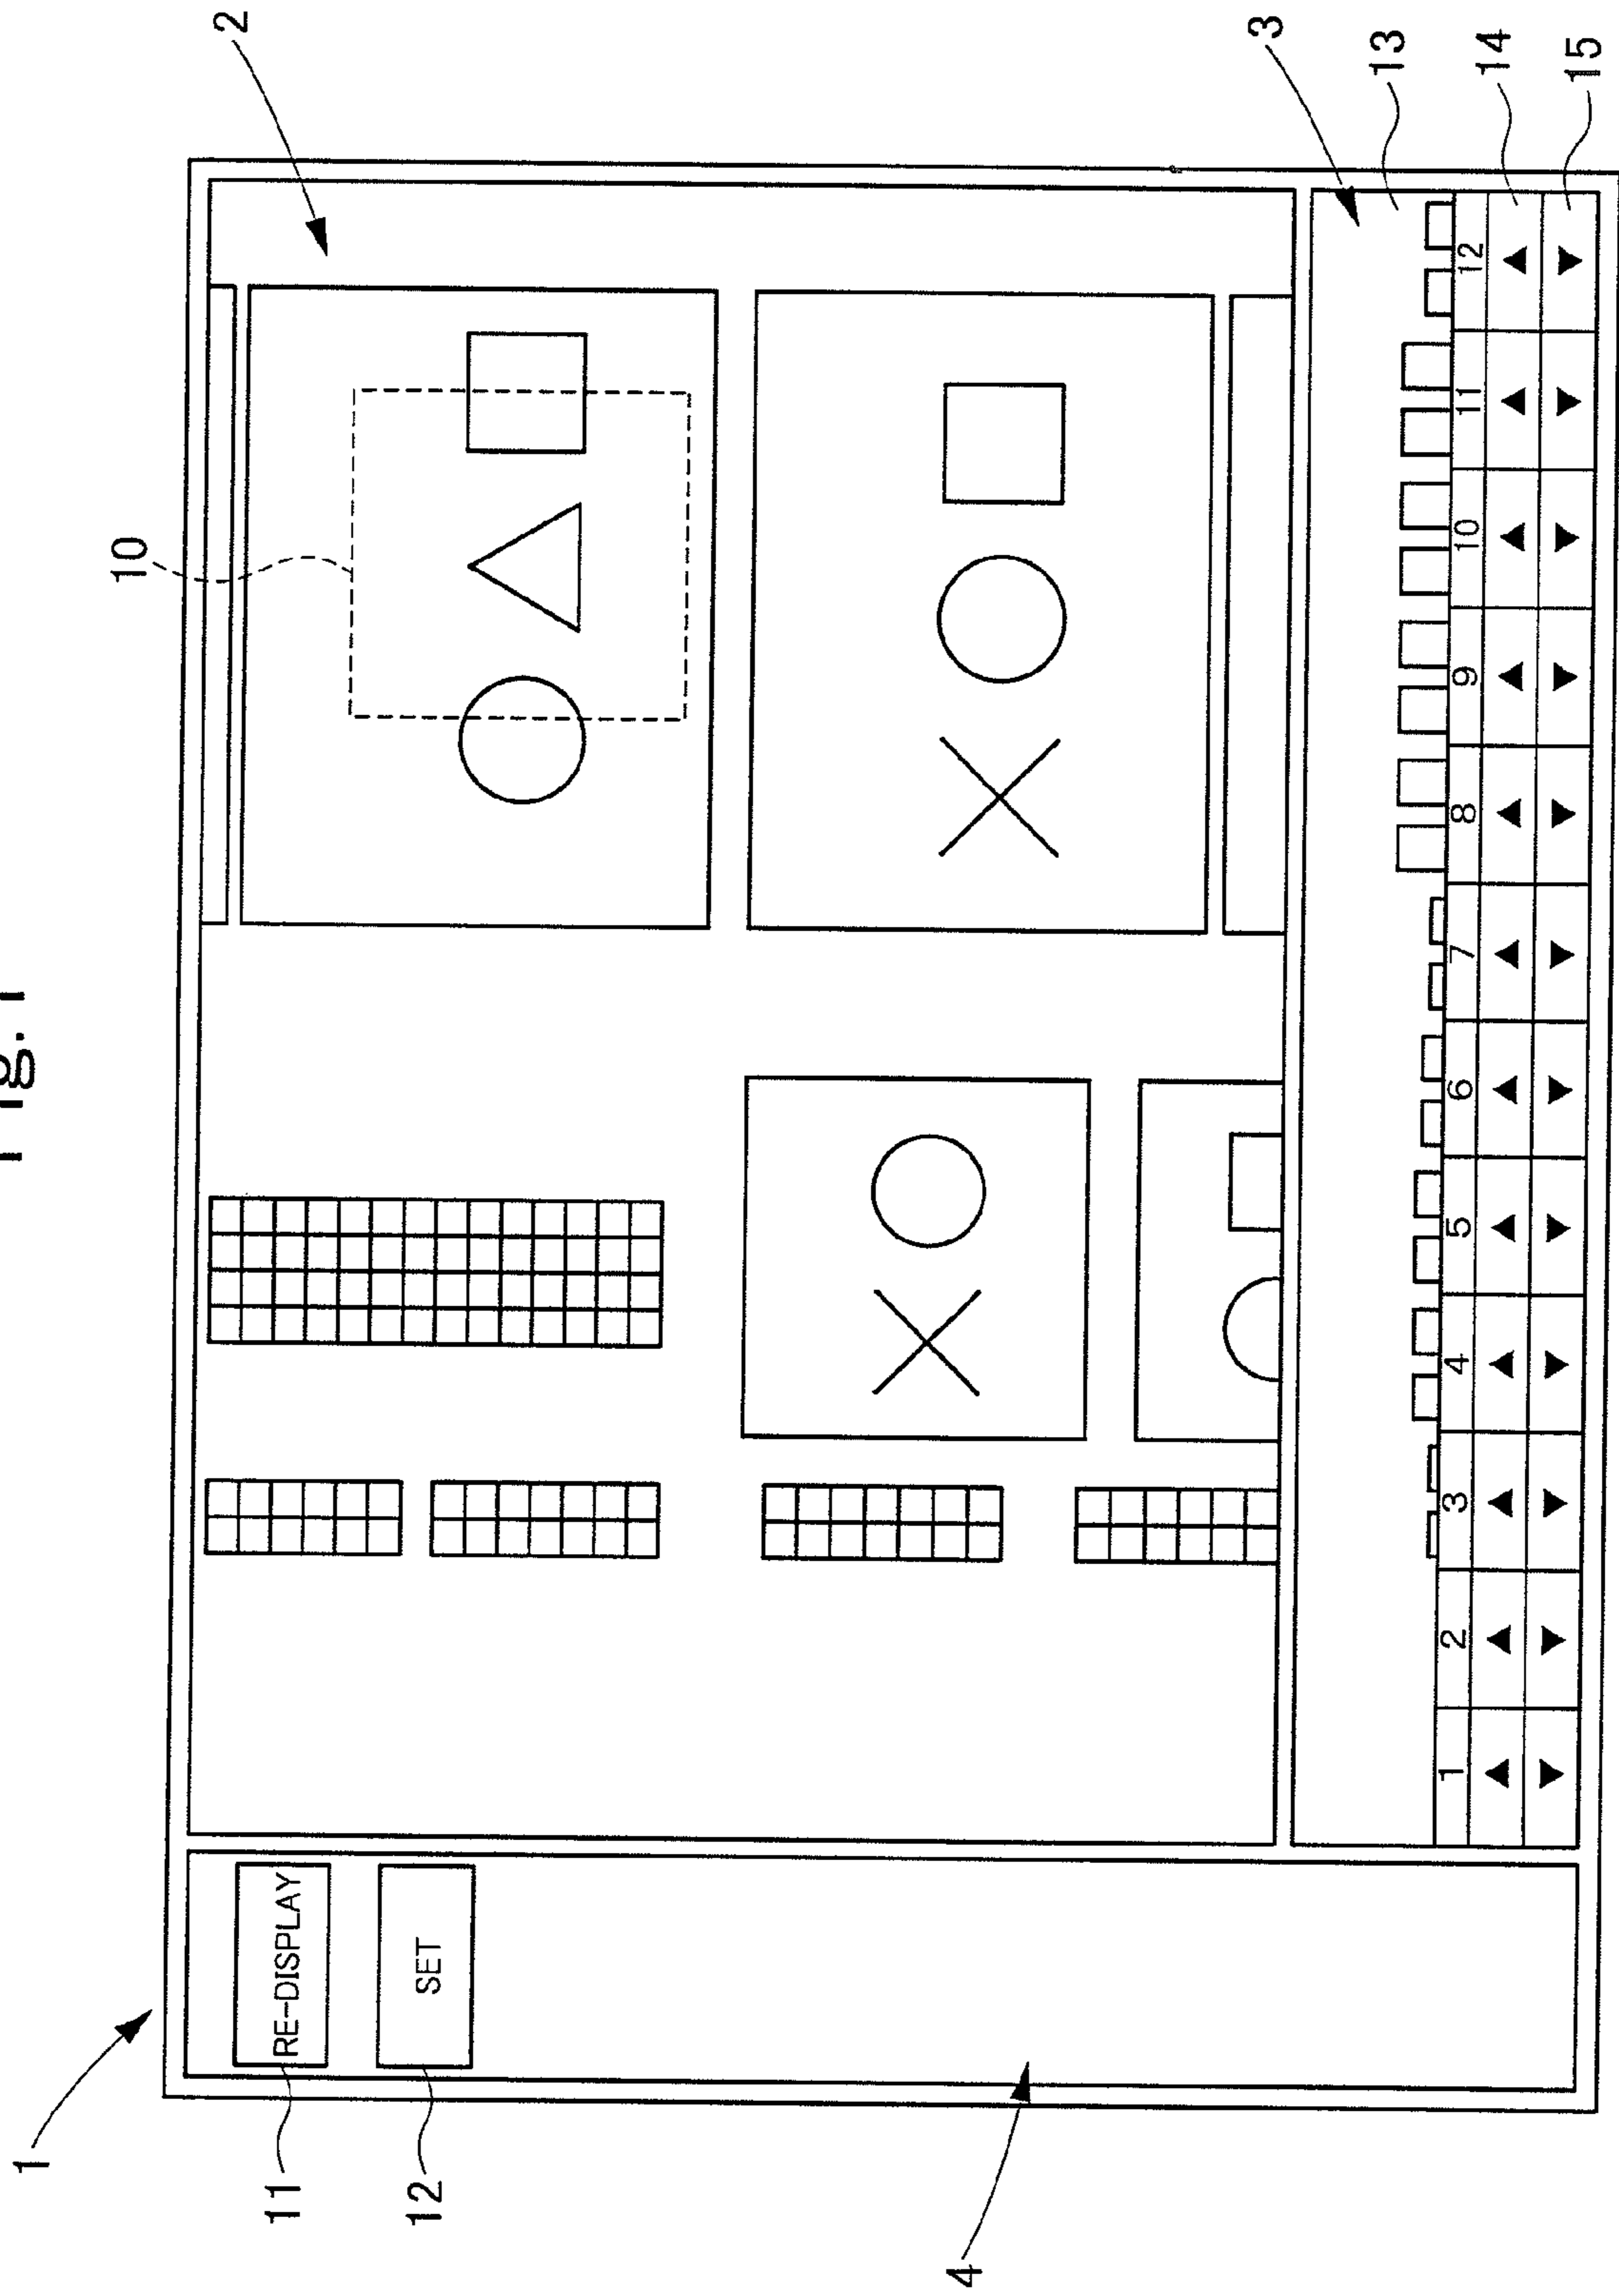 Fig. 1
1
2
10
RE-DISPLAY
SET
11
12
4
3
13
14
15
1 2 3 4 5 6 7 8 9 10 11 12
▲ ▲ ▲ ▲ ▲ ▲ ▲ ▲ ▲ ▲ ▲ ▲
▼ ▼ ▼ ▼ ▼ ▼ ▼ ▼ ▼ ▼ ▼ ▼